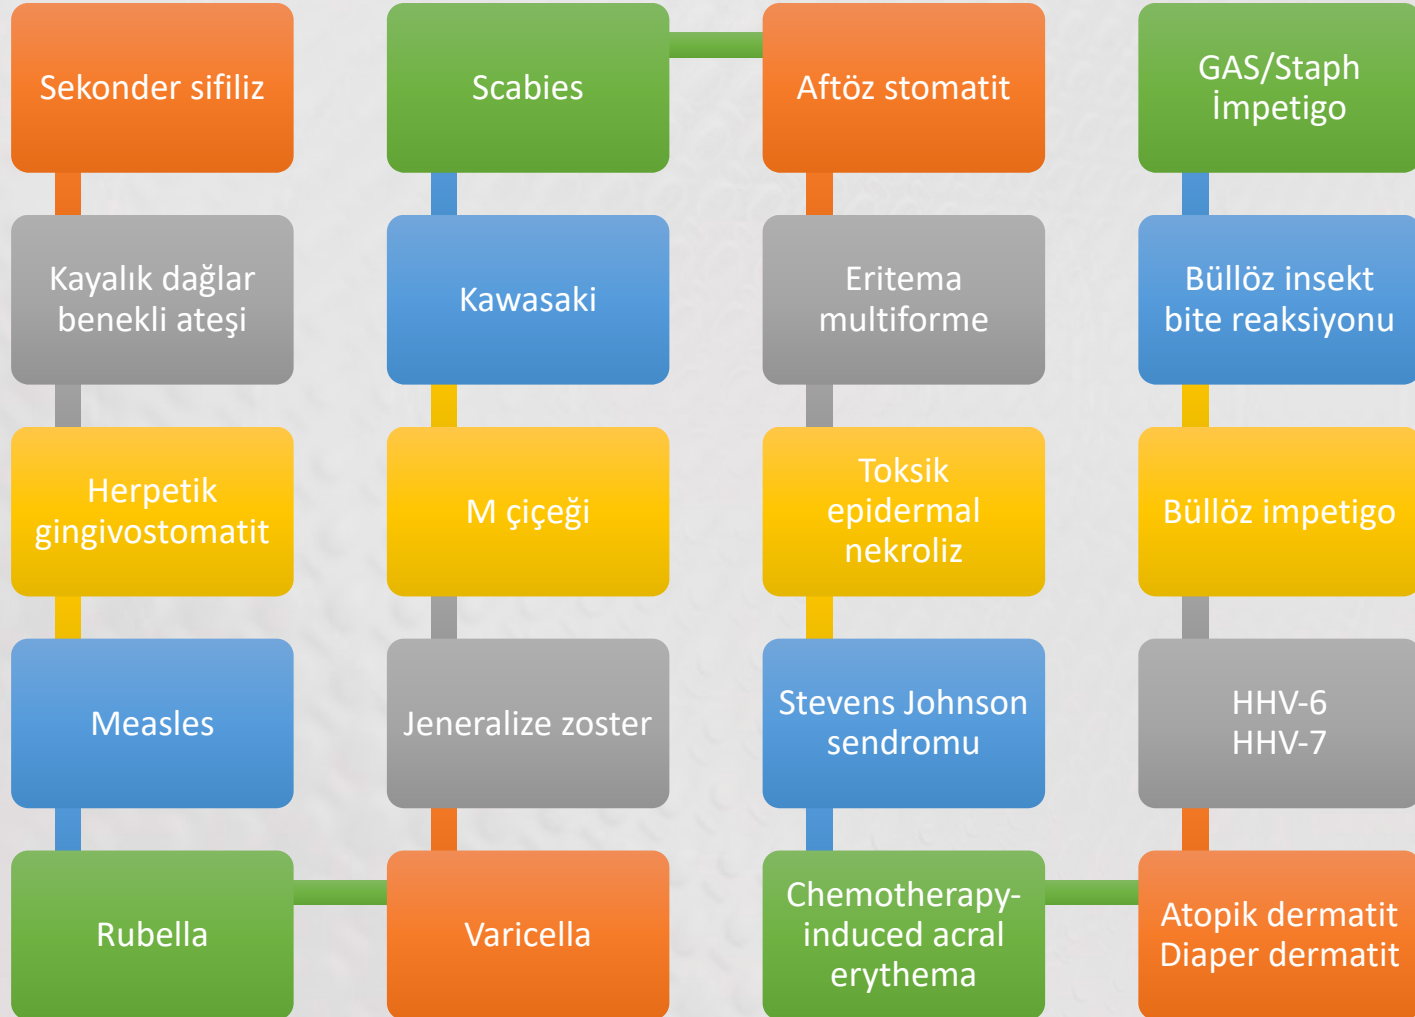 Sekonder sifiliz
Kayalık dağlar
benekli ateşi
Herpetik
gingivostomatit
Measles
Rubella
Varicella
Jeneralize zoster
M çiçeği
Kawasaki
Scabies
Aftöz stomatit
Eritema
multiforme
Toksik
epidermal
nekroliz
Stevens Johnson
sendromu
Chemotherapy-
induced acral
erythema
Atopik dermatit
Diaper dermatit
HHV-6
HHV-7
Büllöz impetigo
Büllöz insekt
bite reaksiyonu
GAS/Staph
İmpetigo